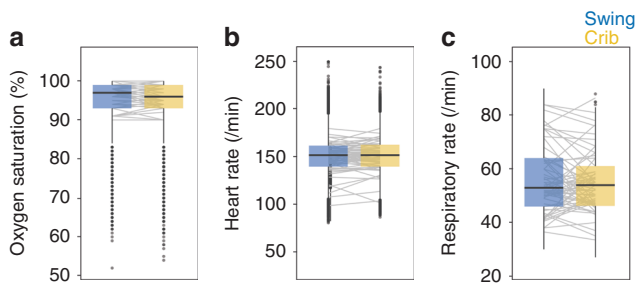 Swing
Crib
a
Oxygen saturation (%)
100
90
80
70
60
50
b
Heart rate (/min)
250
200
150
100
50
c
Respiratory rate (/min)
100
80
60
40
20